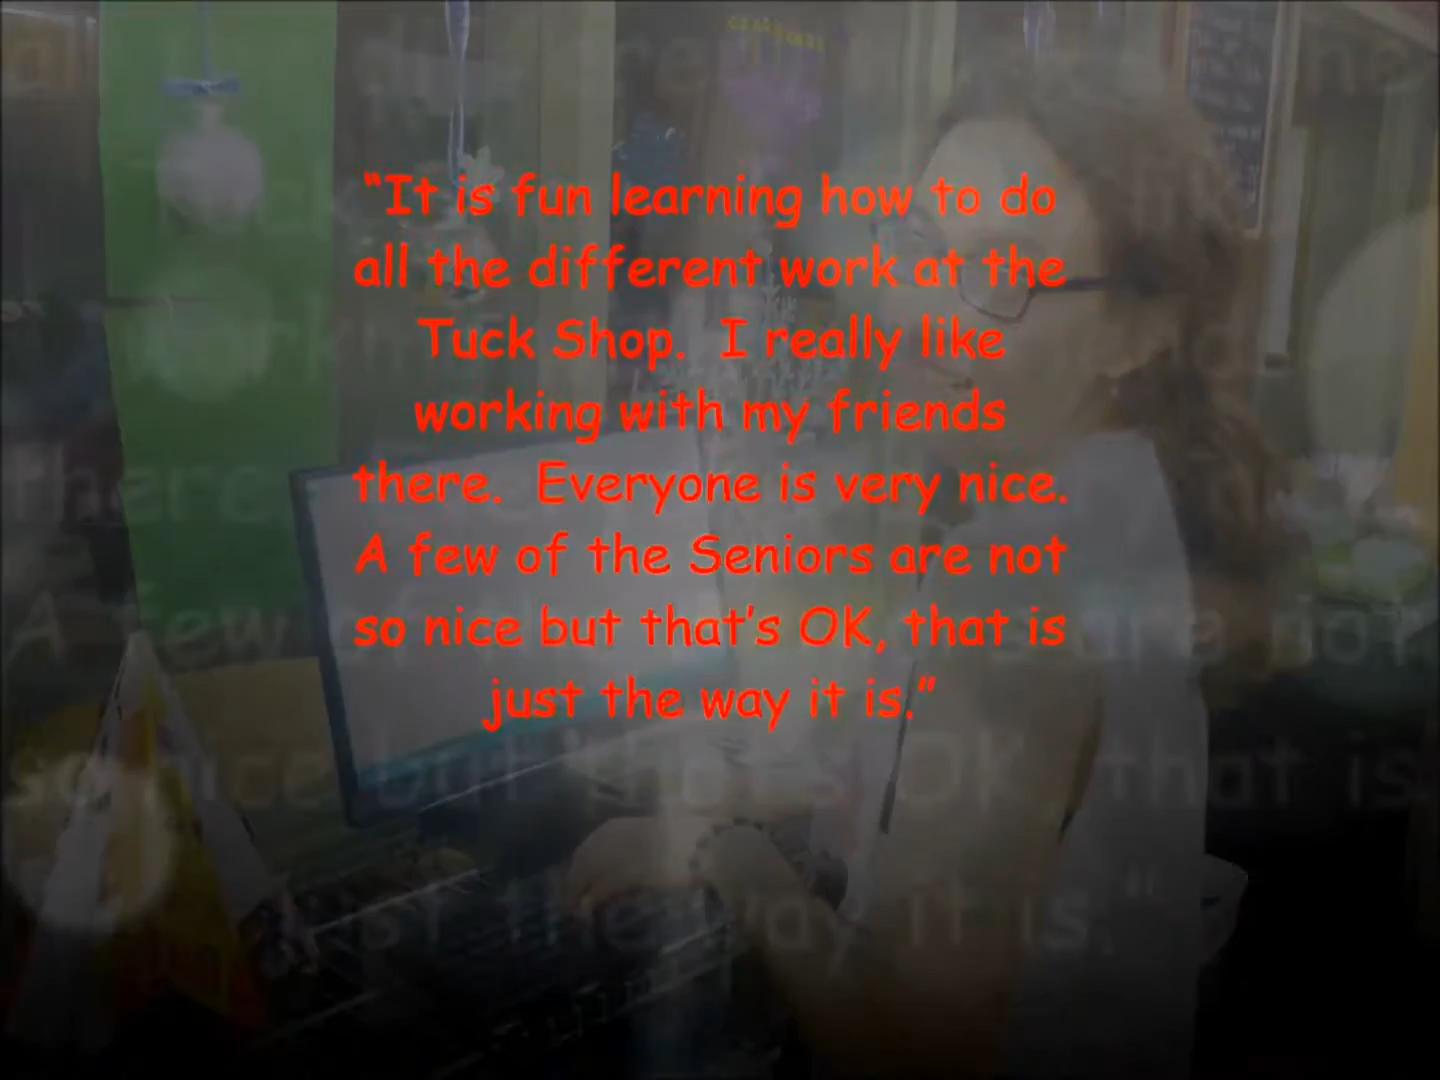 “It is fun learning how to do
all the different work at the
Tuck Shop.  I really like
working with my friends
there.  Everyone is very nice.
A few of the Seniors are not
so nice but that’s OK, that is
just the way it is.”